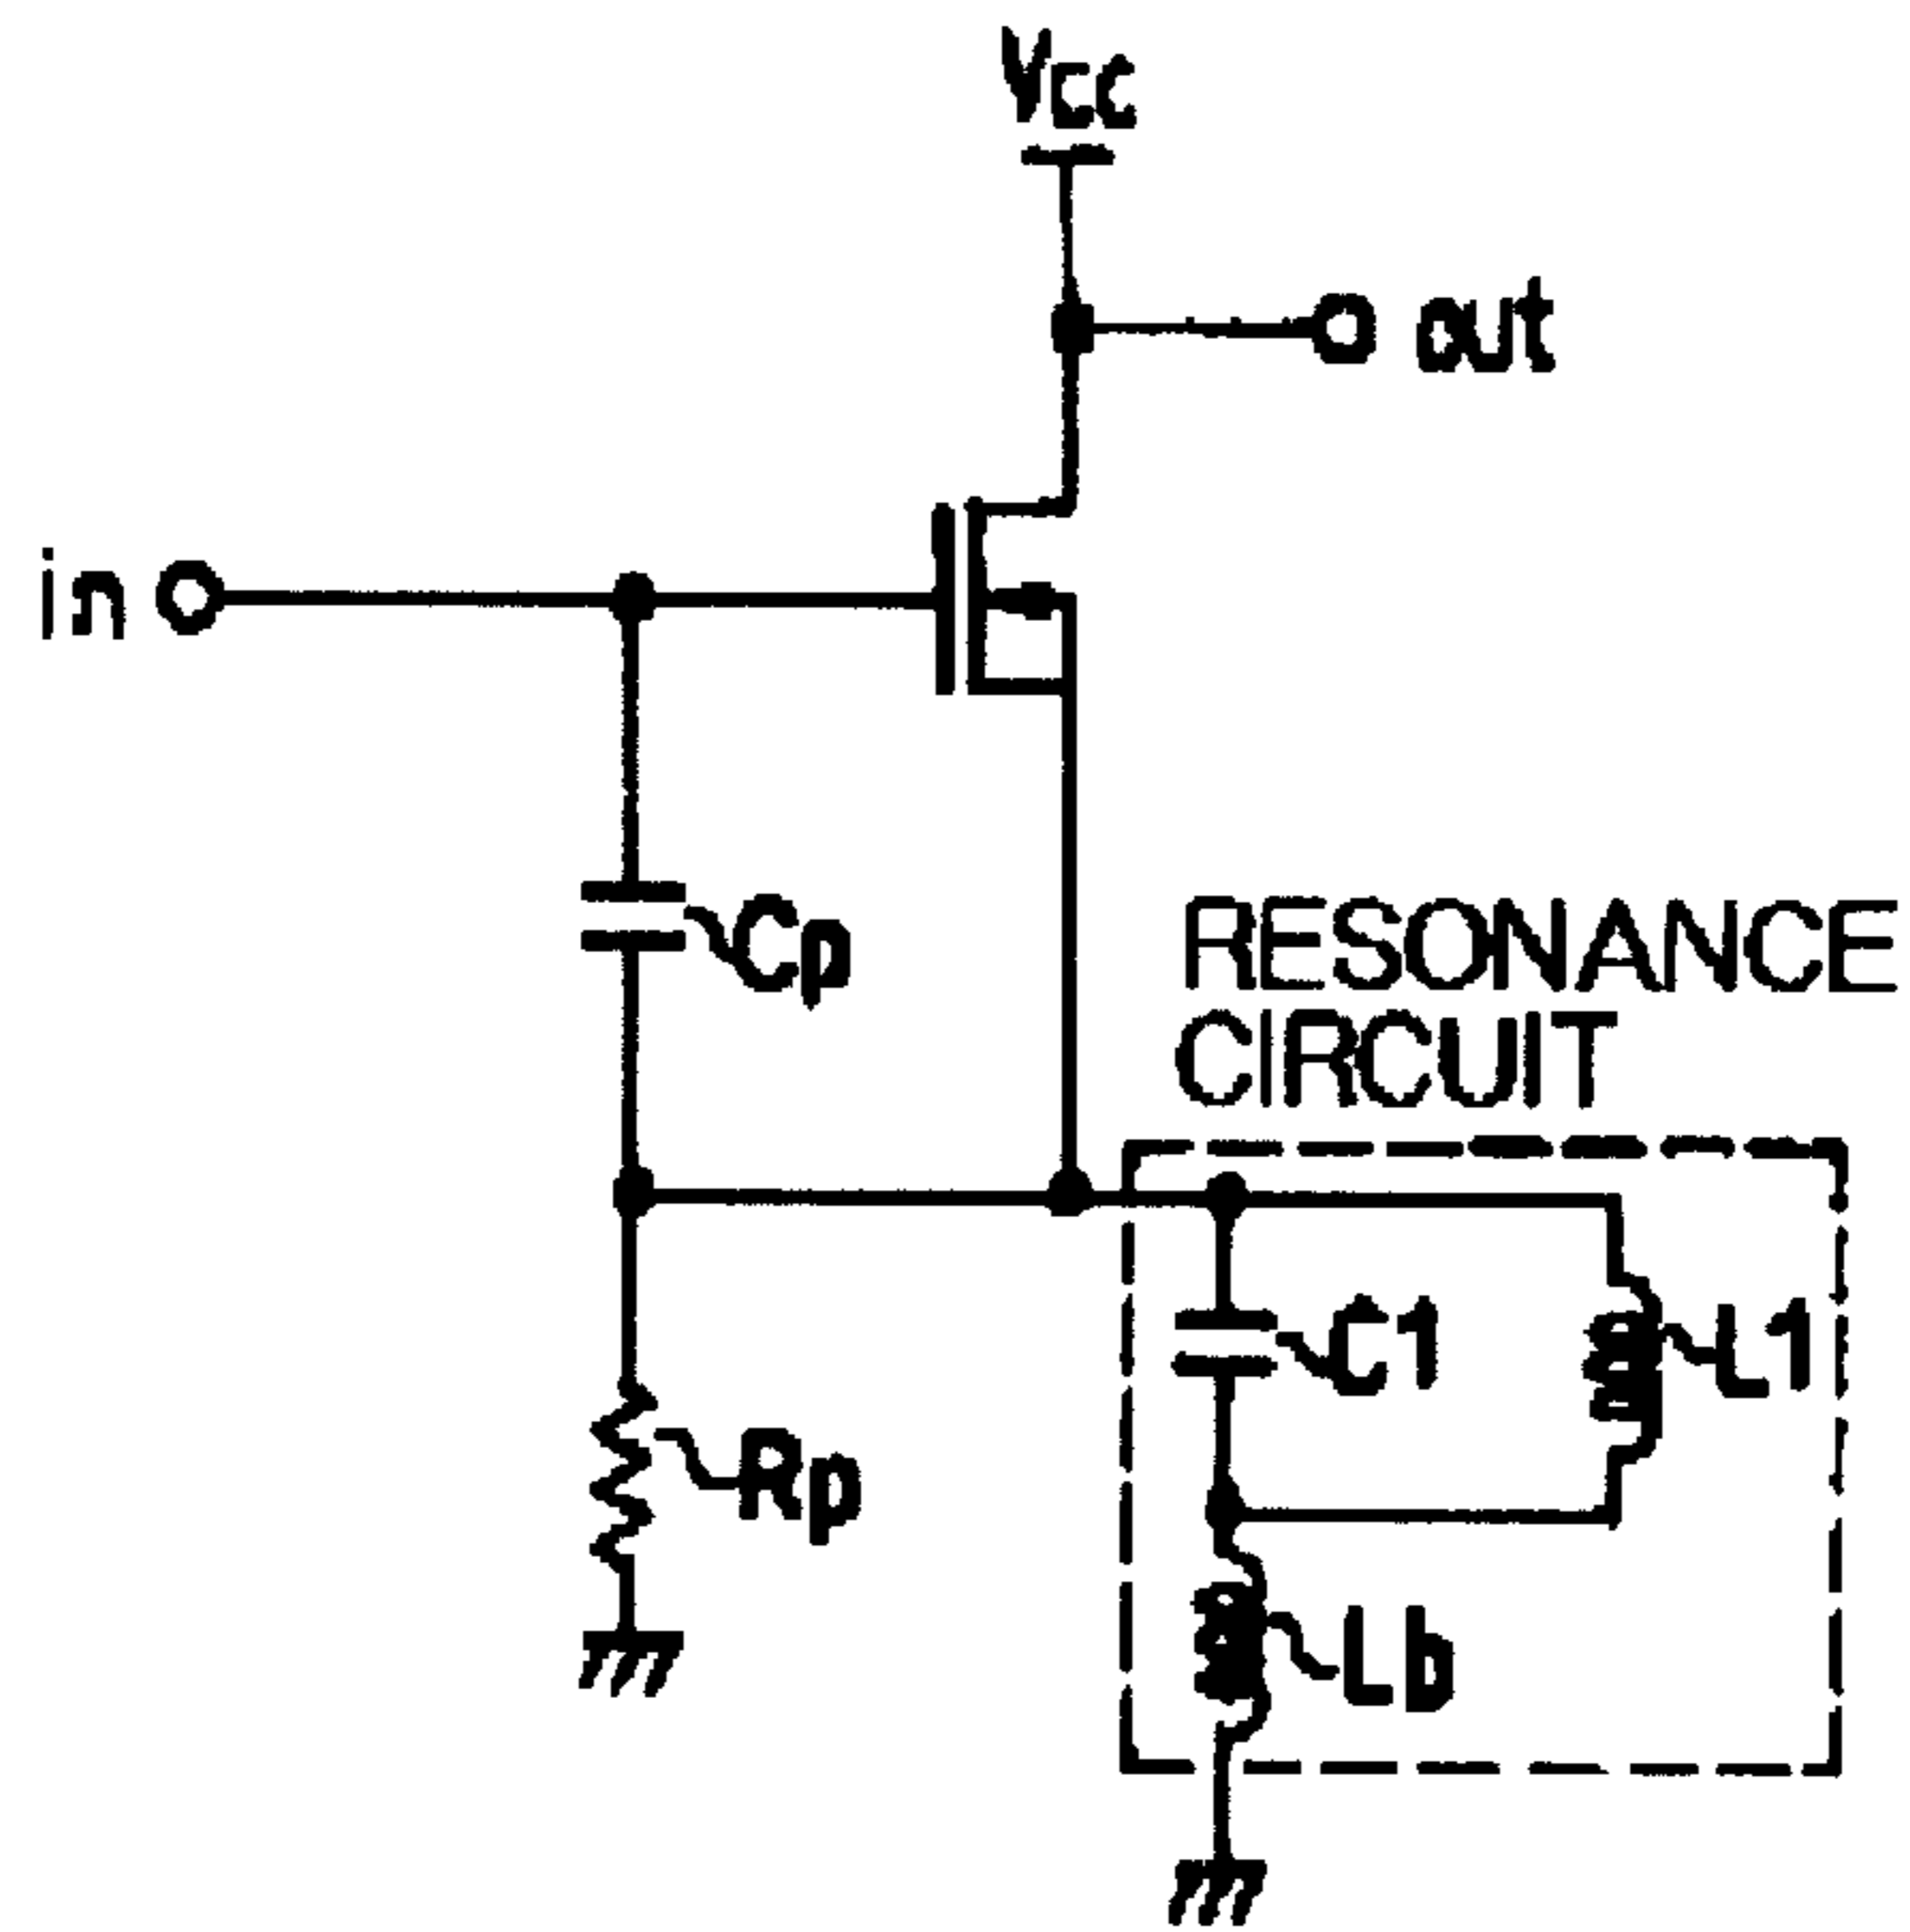 Vcc
out
in
Cp
RESONANCE
CIRCUIT
C1
L1
Rp
Lb